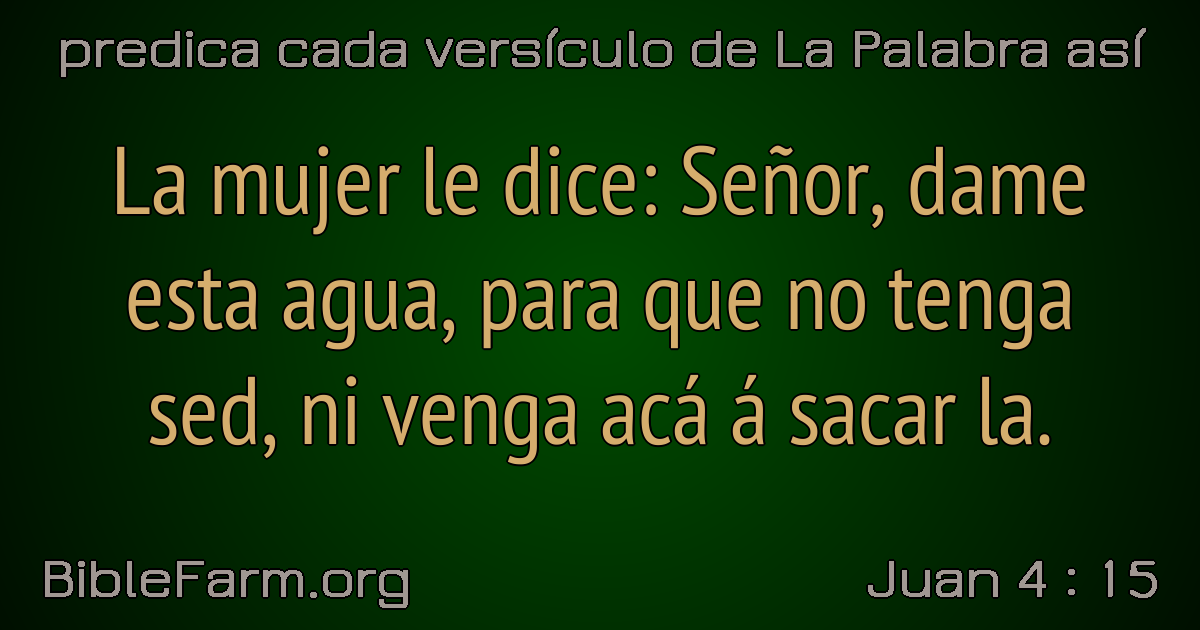 predica cada versículo de La Palabra así
La mujer le dice: Señor, dame
esta agua, para que no tenga
sed, ni venga acá á sacar la.
BibleFarm.org
Juan 4 : 15